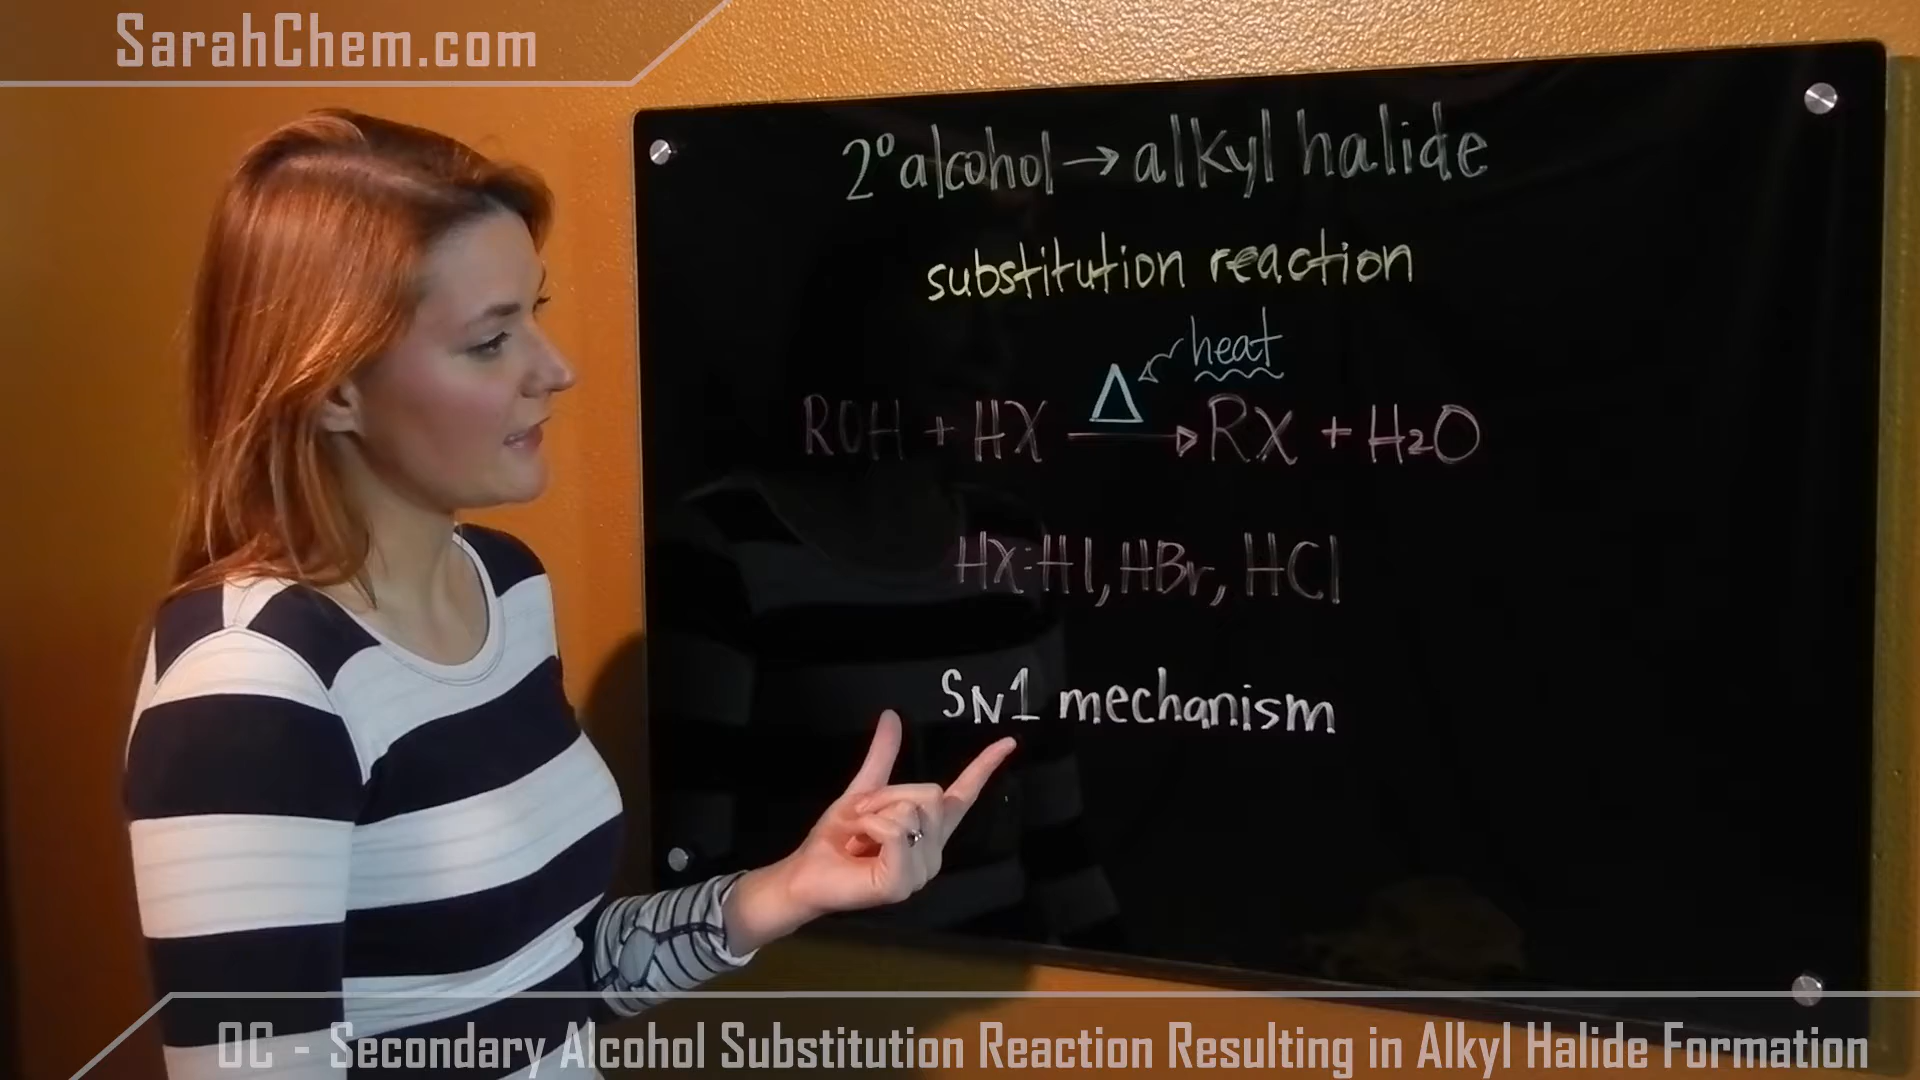 SarahChem.com
2° alcohol → alkyl halide
substitution reaction
heat
Δ
ROH + HX → RX + H₂O
HX: HI, HBr, HCl
SN1 mechanism
OC - Secondary Alcohol Substitution Reaction Resulting in Alkyl Halide Formation